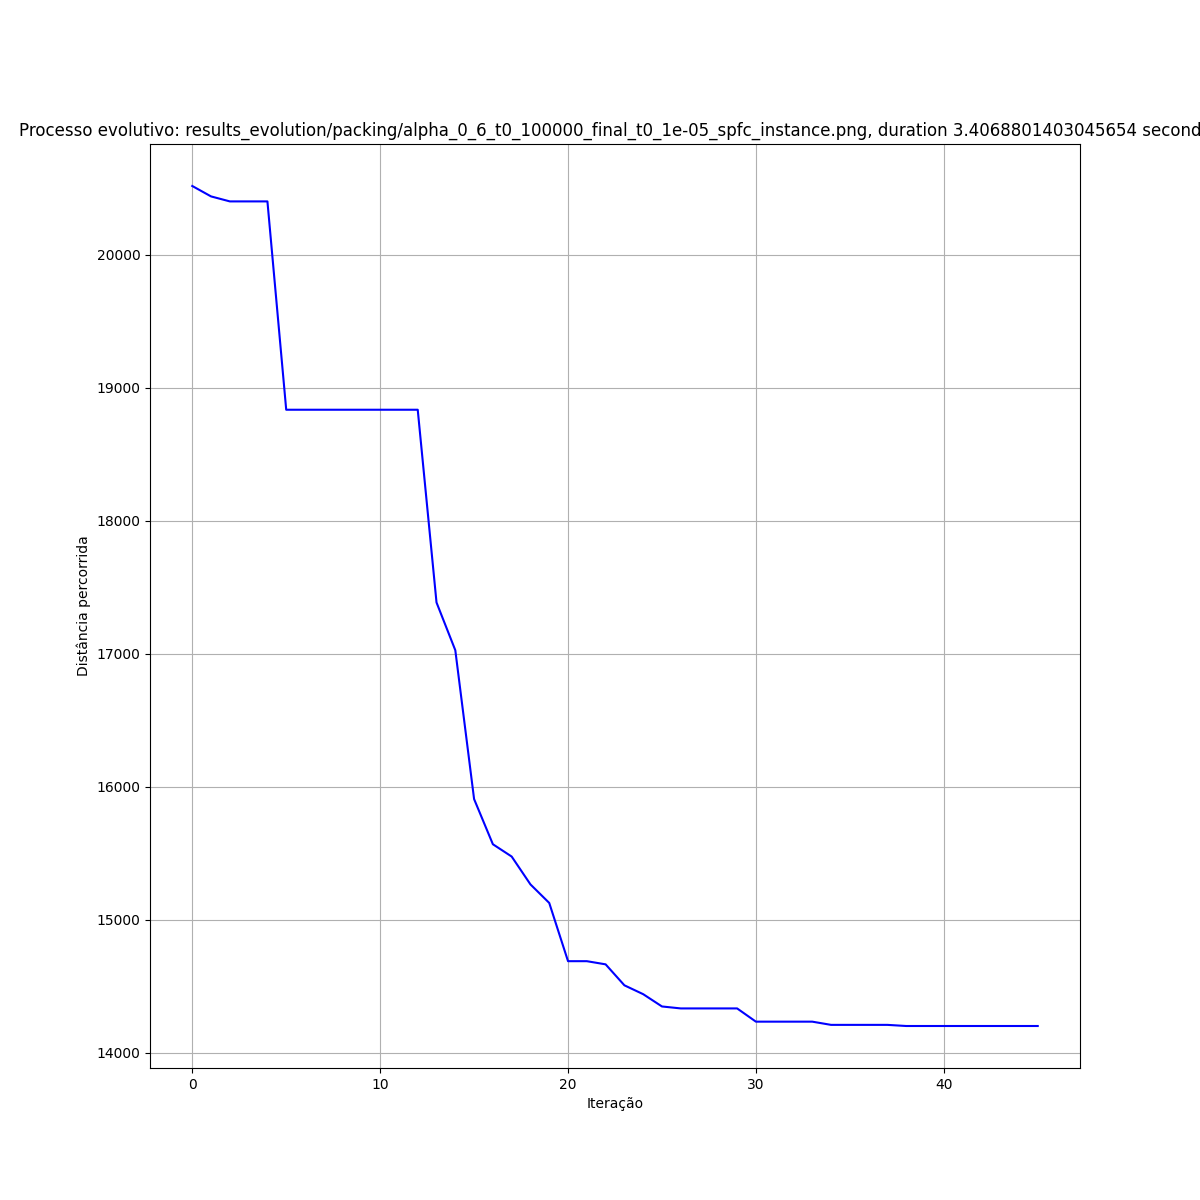 Processo evolutivo: results_evolution/packing/alpha_0_6_t0_100000_final_t0_1e-05_spfc_instance.png, duration 3.4068801403045654 second
20000
19000
18000
17000
16000
15000
14000
Distância percorrida
0 10 20 30 40
Iteração